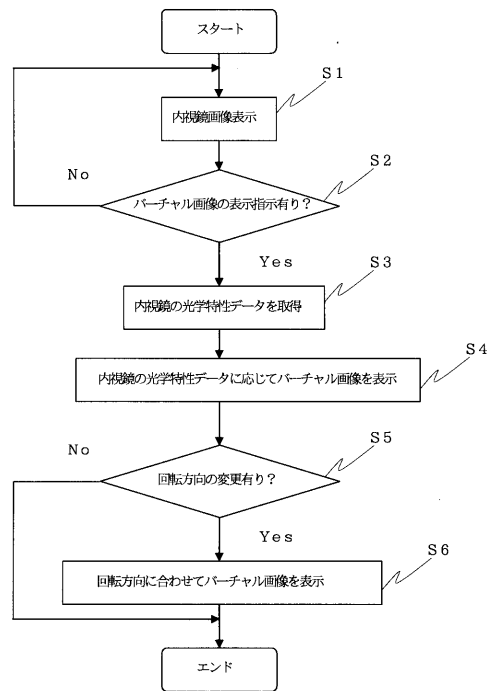 スタート
S1
内視鏡画像表示
S2
No
バーチャル画像の表示指示有り?
Yes
S3
内視鏡の光学特性データを取得
S4
内視鏡の光学特性データに応じてバーチャル画像を表示
No
S5
回転方向の変更有り?
Yes
S6
回転方向に合わせてバーチャル画像を表示
エンド